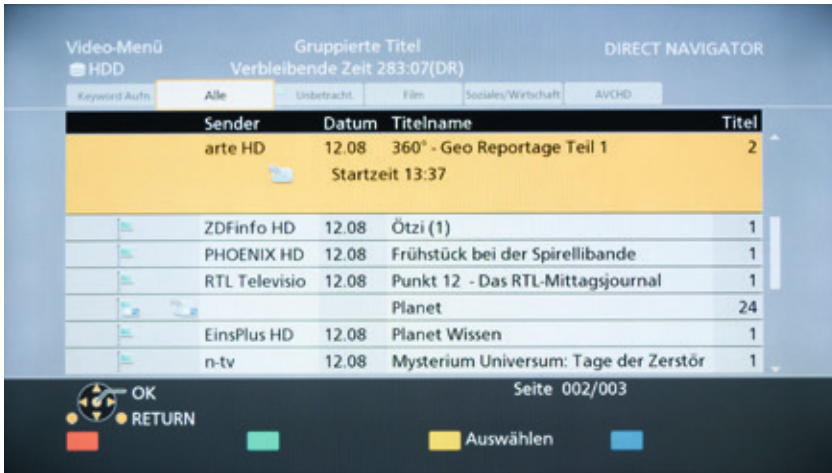 Video-Menü Gruppierte Titel DIRECT NAVIGATOR
HDD Verbleibende Zeit 283:07(DR)
Keyword Aufn. Alle Unbetracht. Film Soziales/Wirtschaft AVCHD
Sender Datum Titelname Titel
arte HD 12.08 360° - Geo Reportage Teil 1 2
Startzeit 13:37
ZDFinfo HD 12.08 Ötzi (1) 1
PHOENIX HD 12.08 Frühstück bei der Spirellibande 1
RTL Televisio 12.08 Punkt 12 - Das RTL-Mittagsjournal 1
Planet 24
EinsPlus HD 12.08 Planet Wissen 1
n-tv 12.08 Mysterium Universum: Tage der Zerstör 1
OK Seite 002/003
RETURN
Auswählen